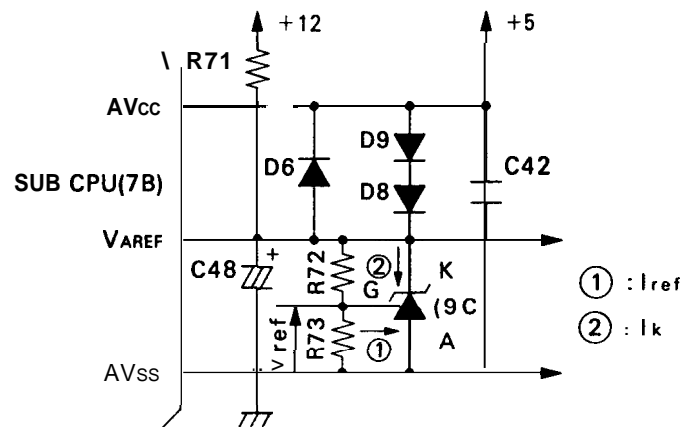 +12
+5
\ R71
AVcc
D9
D6
D8
C42
SUB CPU(7B)
VAREF
C48
+
R72
②
K
G
(9C
① : Iref
Vref
R73
①
A
② : Ik
AVss